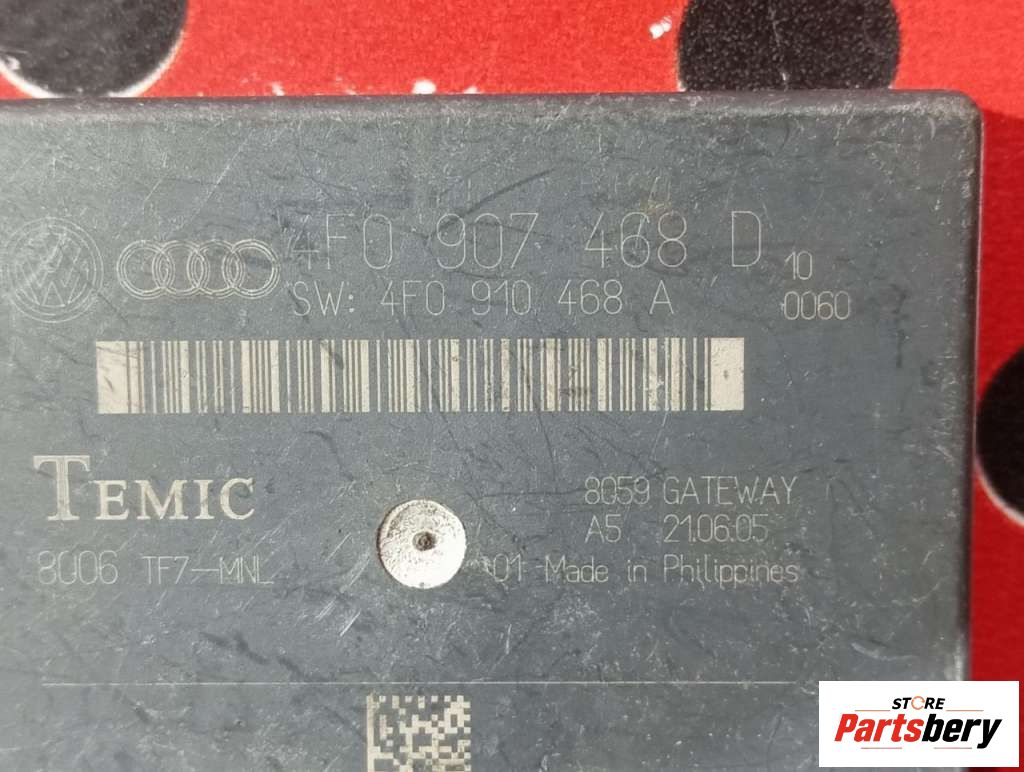 4F0 907 468 D 10
SW: 4F0 910 468 A 0060
TEMIC
8059 GATEWAY
A5 21.06.05
8006 TF7-MNL 01 Made in Philippines
STORE
Partsbery